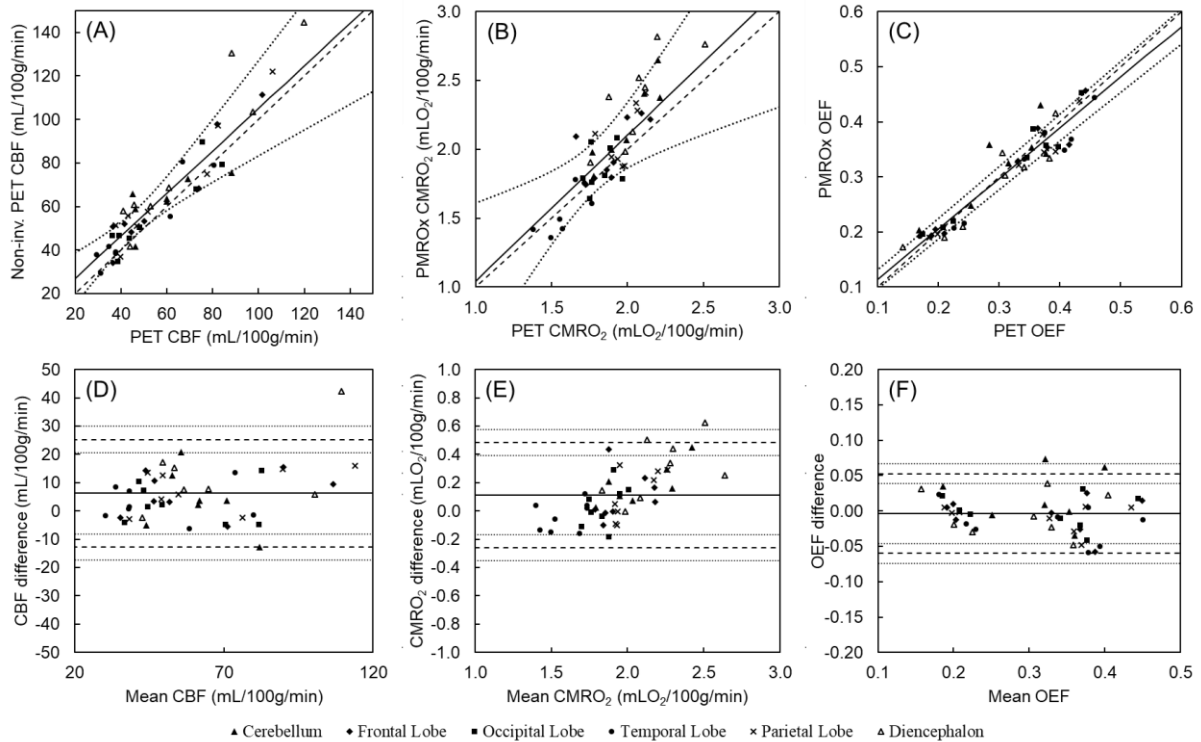 (A)
Non-inv. PET CBF (mL/100g/min)
140
120
100
80
60
40
20
20 40 60 80 100 120 140
PET CBF (mL/100g/min)
(B)
PMROx CMRO₂ (mLO₂/100g/min)
3.0
2.5
2.0
1.5
1.0
1.0 1.5 2.0 2.5 3.0
PET CMRO₂ (mLO₂/100g/min)
(C)
PMROx OEF
0.6
0.5
0.4
0.3
0.2
0.1
0.1 0.2 0.3 0.4 0.5 0.6
PET OEF
(D)
CBF difference (mL/100g/min)
50
40
30
20
10
0
-10
-20
-30
-40
-50
20 70 120
Mean CBF (mL/100g/min)
(E)
CMRO₂ difference (mLO₂/100g/min)
1.0
0.8
0.6
0.4
0.2
0.0
-0.2
-0.4
-0.6
-0.8
-1.0
1.0 1.5 2.0 2.5 3.0
Mean CMRO₂ (mLO₂/100g/min)
(F)
OEF difference
0.20
0.15
0.10
0.05
0.00
-0.05
-0.10
-0.15
-0.20
0.1 0.2 0.3 0.4 0.5
Mean OEF
Cerebellum Frontal Lobe Occipital Lobe Temporal Lobe Parietal Lobe Diencephalon